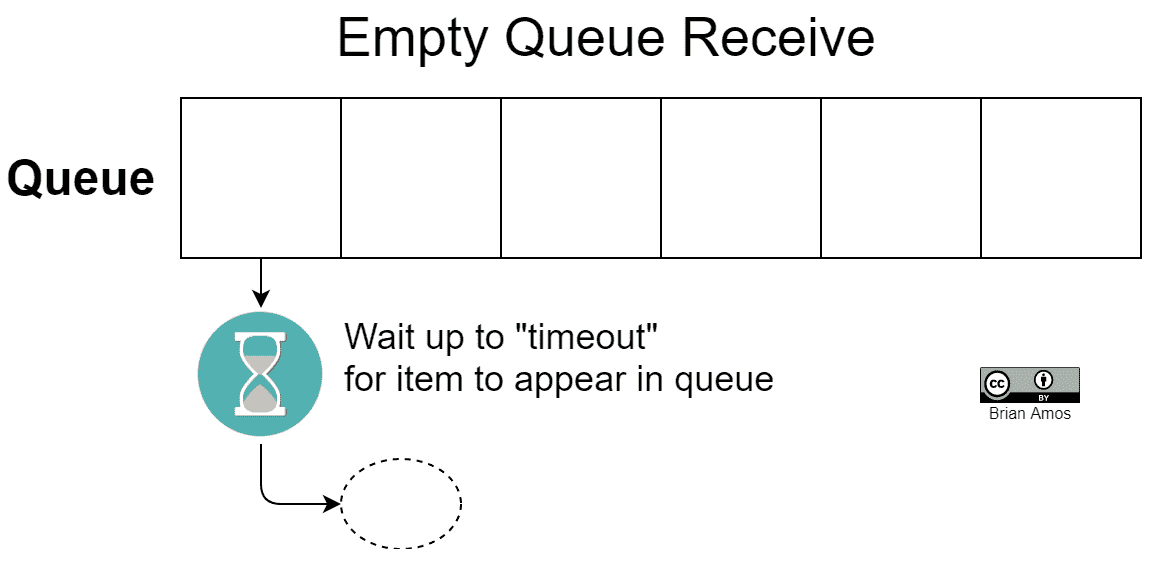 Empty Queue Receive
Queue
Wait up to "timeout"
for item to appear in queue
cc
BY
Brian Amos